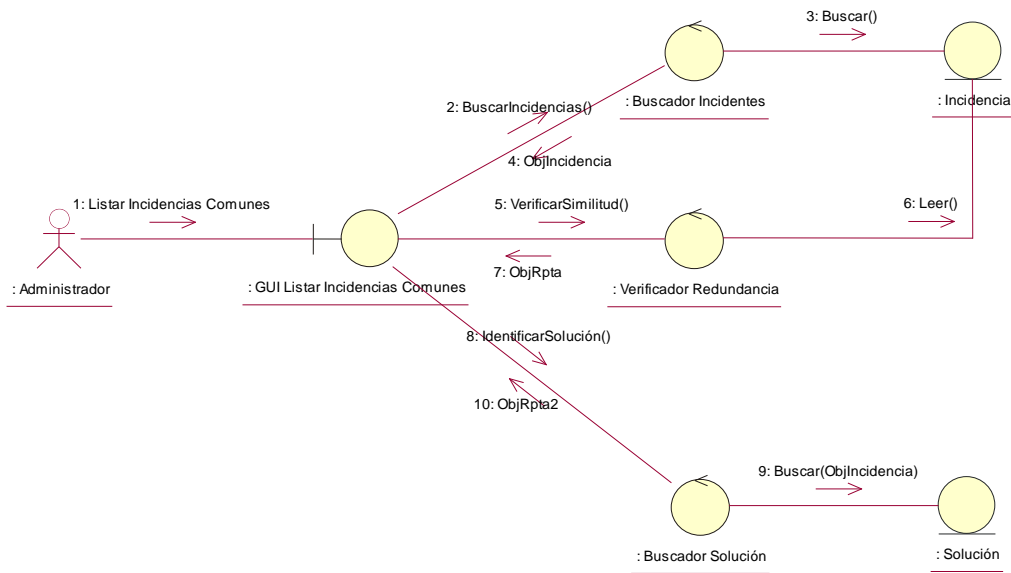 3: Buscar()
2: BuscarIncidencias()
: Buscador Incidentes
: Incidencia
4: ObjIncidencia
1: Listar Incidencias Comunes
5: VerificarSimilitud()
6: Leer()
7: ObjRpta
: Administrador
: GUI Listar Incidencias Comunes
: Verificador Redundancia
8: IdentificarSolución()
10: ObjRpta2
9: Buscar(ObjIncidencia)
: Buscador Solución
: Solución